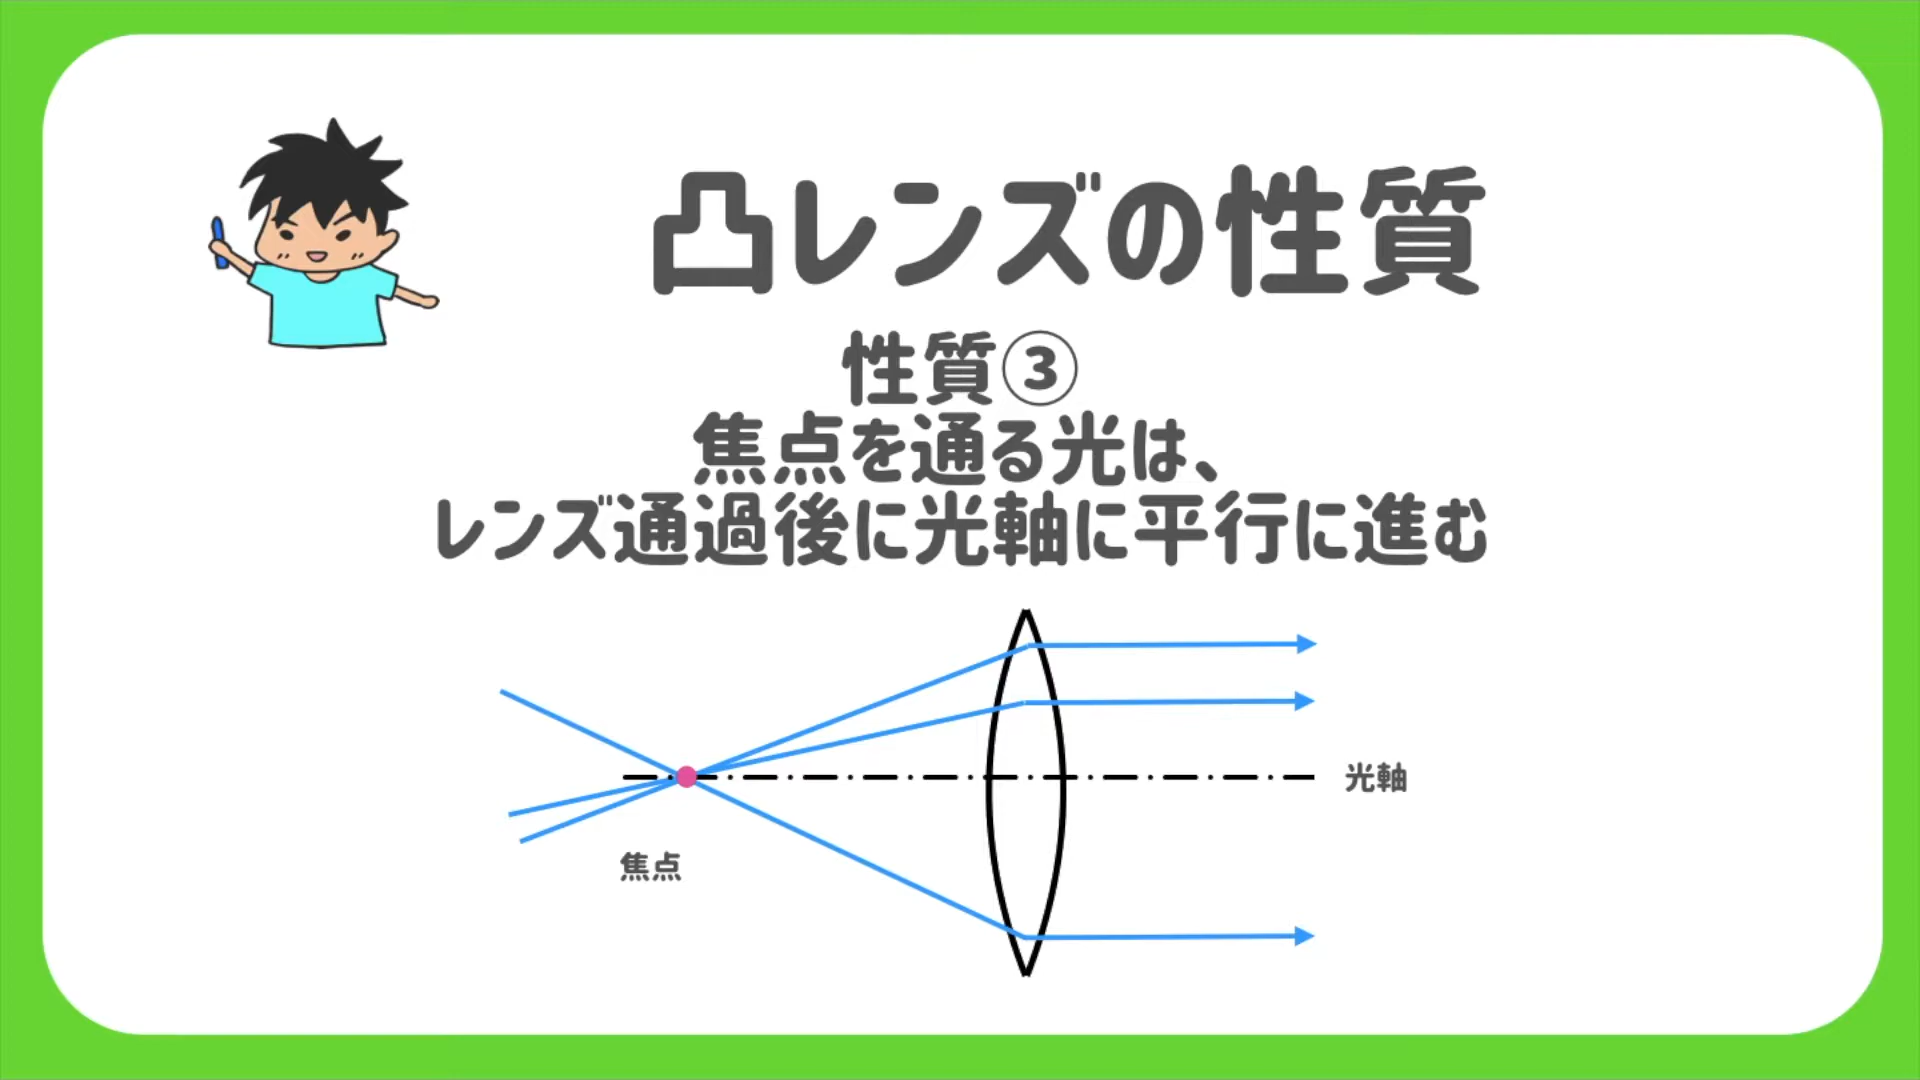 凸レンズの性質
性質③
焦点を通る光は、
レンズ通過後に光軸に平行に進む
光軸
焦点